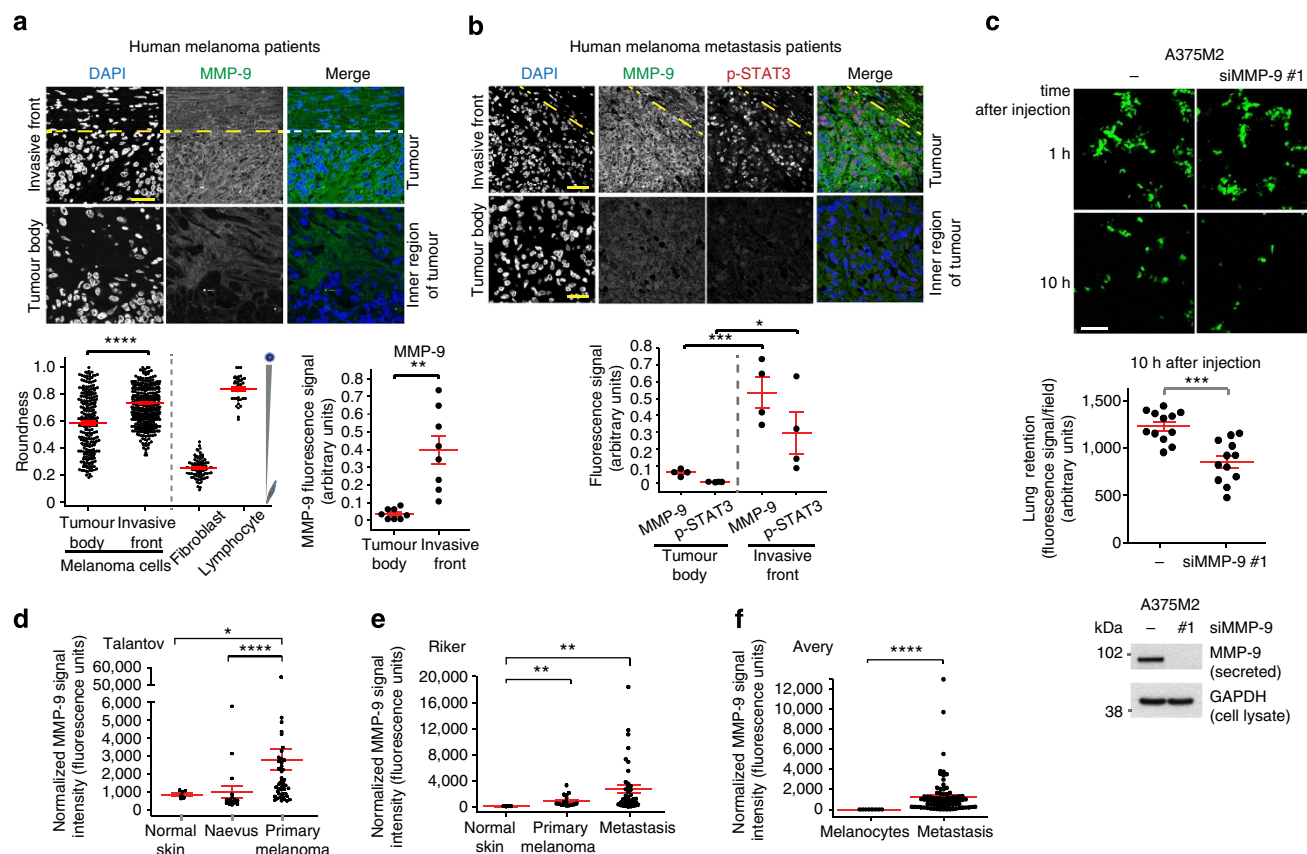 a
Human melanoma patients
DAPI
MMP-9
Merge
Invasive front
Tumour
Tumour body
Inner region
of tumour
****
Roundness
1.0
0.8
0.6
0.4
0.2
0
Tumour
body
Invasive
front
Melanoma cells
Fibroblast
Lymphocyte
MMP-9
**
MMP-9 fluorescence signal
(arbitrary units)
0.8
0.7
0.6
0.5
0.4
0.3
0.2
0.1
0
Tumour
body
Invasive
front
b
Human melanoma metastasis patients
DAPI
MMP-9
p-STAT3
Merge
Invasive front
Tumour
Tumour body
Inner region
of tumour
*
***
Fluorescence signal
(arbitrary units)
0.8
0.7
0.6
0.5
0.4
0.3
0.2
0.1
0
MMP-9
p-STAT3
MMP-9
p-STAT3
Tumour
body
Invasive
front
c
A375M2
–
siMMP-9 #1
time
after injection
1 h
10 h
10 h after injection
***
Lung retention
(fluorescence signal/field)
(arbitrary units)
1,500
1,000
500
0
–
siMMP-9 #1
A375M2
kDa
–
#1
siMMP-9
102
MMP-9
(secreted)
38
GAPDH
(cell lysate)
d
Talantov
*
****
Normalized MMP-9 signal
intensity (fluorescence units)
60,000
50,000
6,000
5,000
4,000
3,000
2,000
1,000
0
Normal
skin
Naevus
Primary
melanoma
e
Riker
**
**
Normalized MMP-9 signal
intensity (fluorescence units)
20,000
16,000
12,000
8,000
4,000
0
Normal
skin
Primary
melanoma
Metastasis
f
Avery
****
Normalized MMP-9 signal
intensity (fluorescence units)
12,000
10,000
8,000
6,000
4,000
2,000
0
Melanocytes
Metastasis